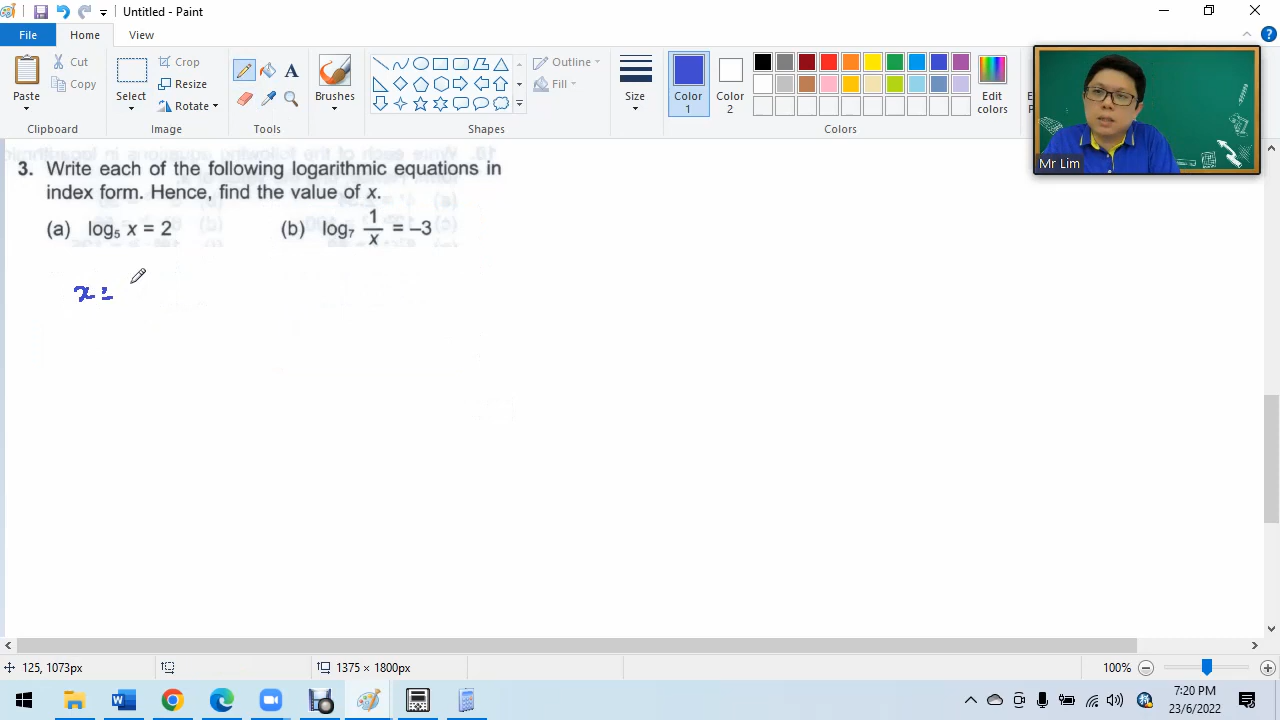 Untitled - Paint
File Home View
Paste
Cut
Copy
Clipboard
Select
Crop
Resize
Rotate
Image
Tools
Brushes
Shapes
Outline
Fill
Size
Color 1
Color 2
Edit colors
Colors
Mr Lim
3. Write each of the following logarithmic equations in
index form. Hence, find the value of x.
(a) log₅ x = 2 (b) log₇ 1/x = –3
x =
125, 1073px 1375 × 1800px 100%
7:20 PM
23/6/2022